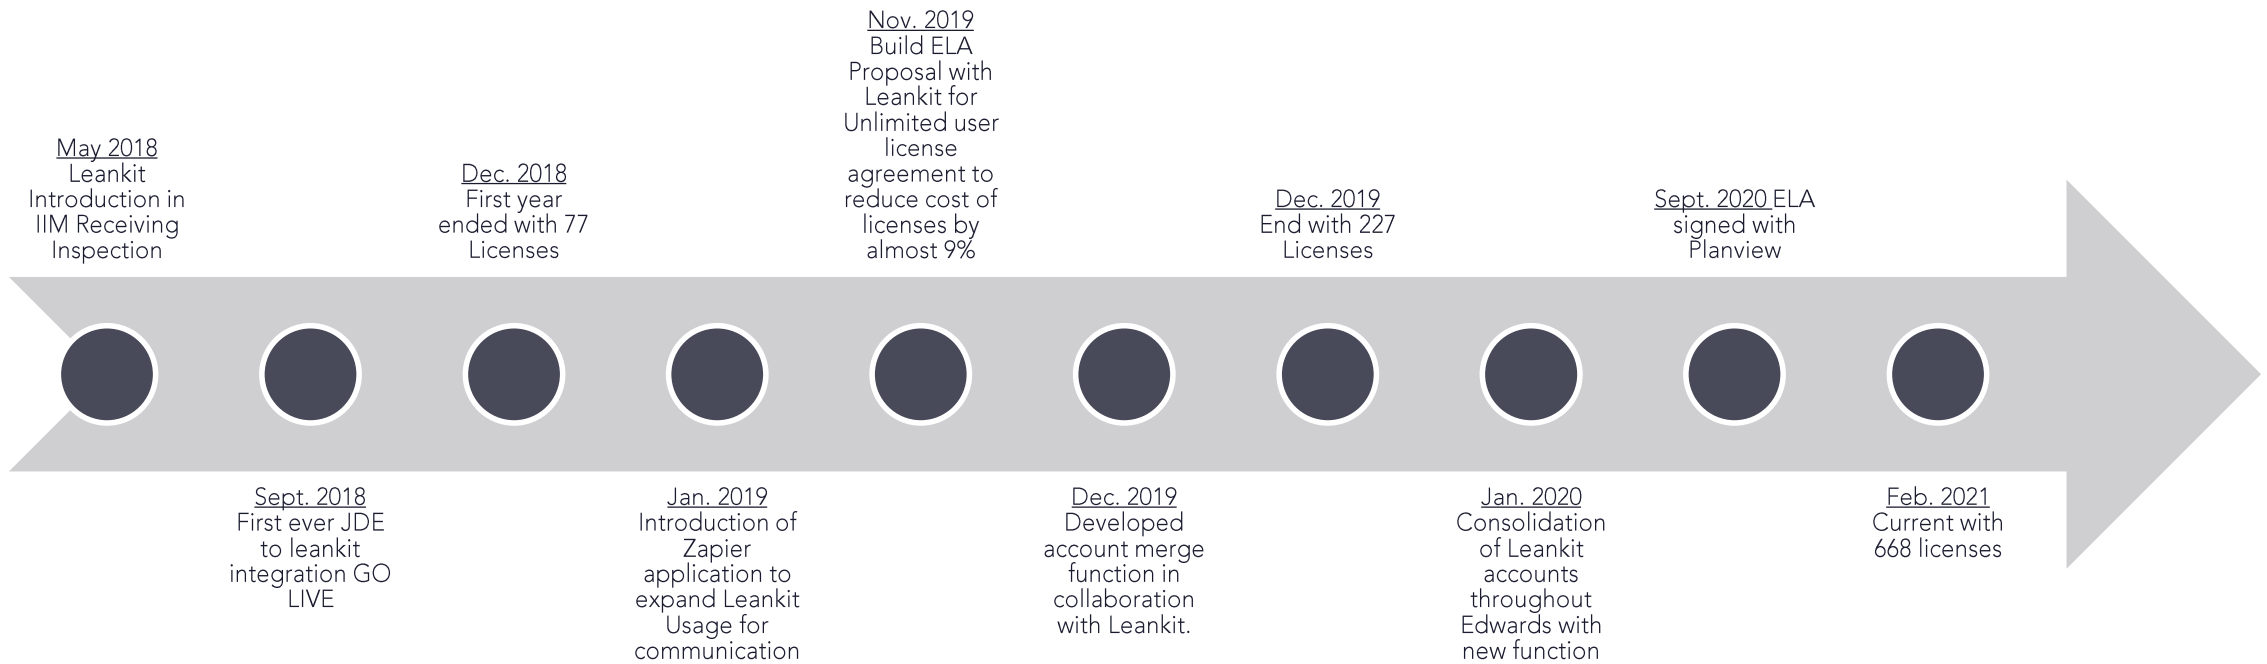 May 2018
Leankit
Introduction in
IIM Receiving
Inspection
Sept. 2018
First ever JDE
to leankit
integration GO
LIVE
Dec. 2018
First year
ended with 77
Licenses
Jan. 2019
Introduction of
Zapier
application to
expand Leankit
Usage for
communication
Nov. 2019
Build ELA
Proposal with
Leankit for
Unlimited user
license
agreement to
reduce cost of
licenses by
almost 9%
Dec. 2019
Developed
account merge
function in
collaboration
with Leankit.
Dec. 2019
End with 227
Licenses
Jan. 2020
Consolidation
of Leankit
accounts
throughout
Edwards with
new function
Sept. 2020 ELA
signed with
Planview
Feb. 2021
Current with
668 licenses